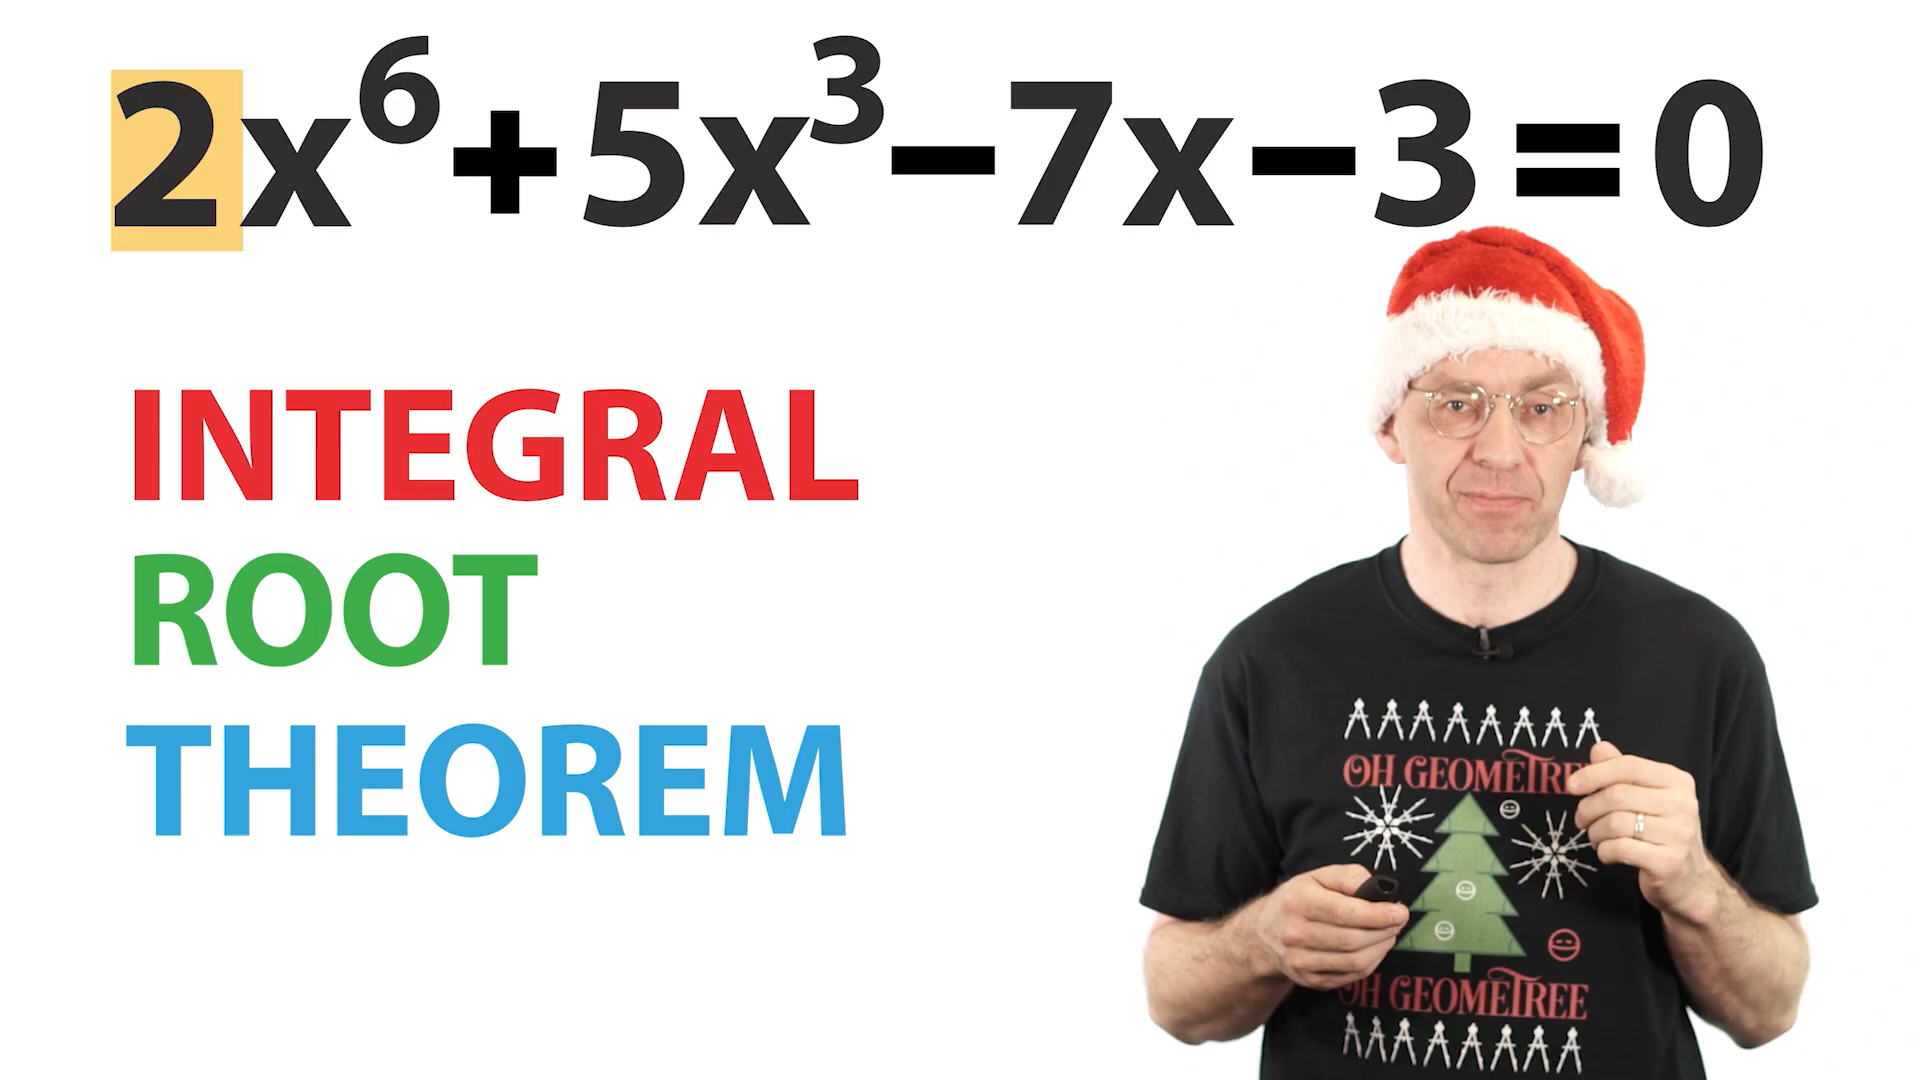 2x⁶+5x³−7x−3=0
INTEGRAL
ROOT
THEOREM
OH GEOMETREE
OH GEOMETREE